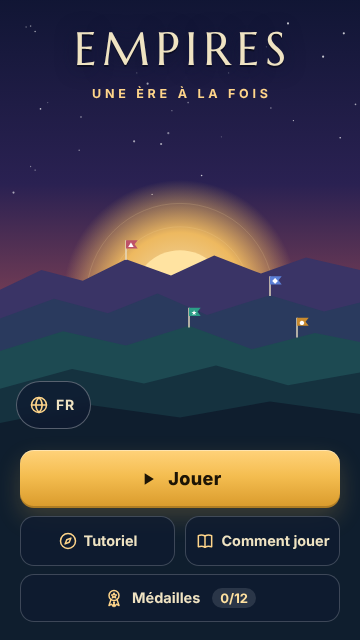 EMPIRES
UNE ÈRE À LA FOIS
FR
Jouer
Tutoriel
Comment jouer
Médailles 0/12